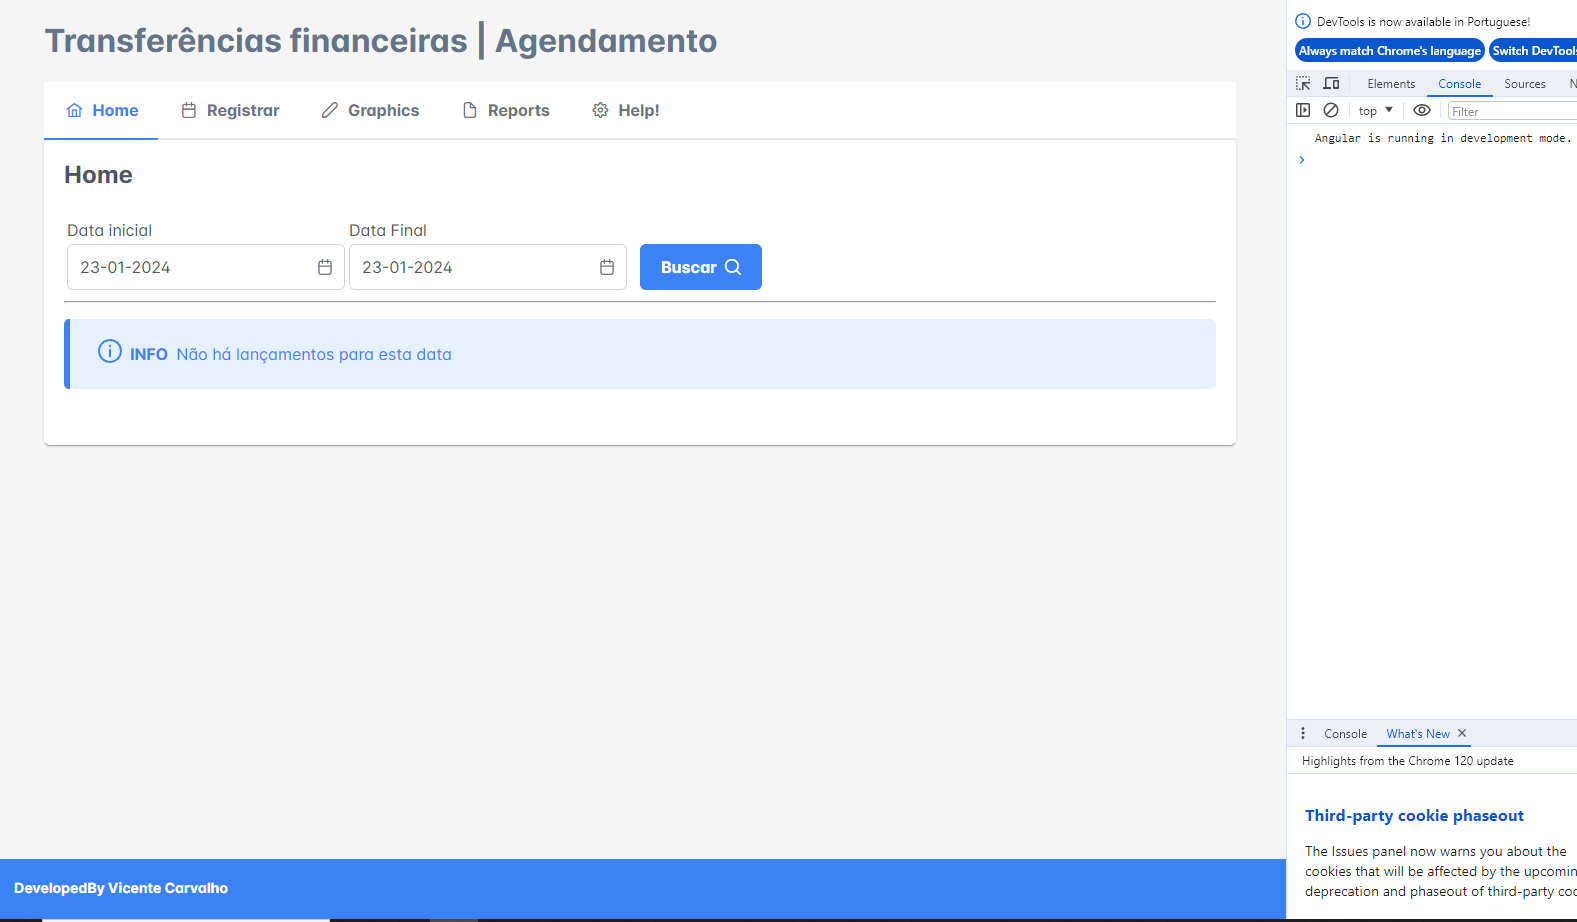 Transferências financeiras | Agendamento
Home Registrar Graphics Reports Help!
Home
Data inicial Data Final
23-01-2024 23-01-2024 Buscar
INFO Não há lançamentos para esta data
DevelopedBy Vicente Carvalho
DevTools is now available in Portuguese!
Always match Chrome's language Switch DevTools
Elements Console Sources N
top Filter
Angular is running in development mode.
Console What's New
Highlights from the Chrome 120 update
Third-party cookie phaseout
The Issues panel now warns you about the
cookies that will be affected by the upcomin
deprecation and phaseout of third-party coo